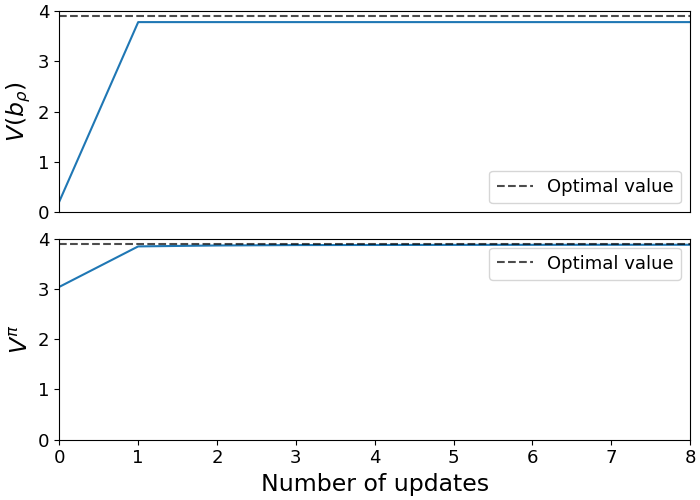 4
3
2
1
0
V(b_ρ)
Optimal value
4
3
2
1
0
V^π
Optimal value
0 1 2 3 4 5 6 7 8
Number of updates